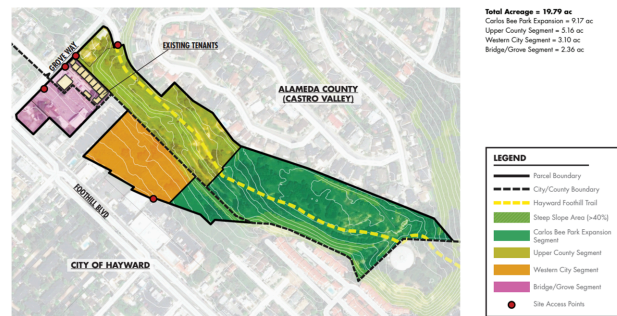 GROVE WAY
EXISTING TENANTS
ALAMEDA COUNTY
(CASTRO VALLEY)
FOOTHILL BLVD
CITY OF HAYWARD
Total Acreage = 19.79 ac
Carlos Bee Park Expansion = 9.17 ac
Upper County Segment = 5.16 ac
Western City Segment = 3.10 ac
Bridge/Grove Segment = 2.36 ac
LEGEND
Parcel Boundary
City/County Boundary
Hayward Foothill Trail
Steep Slope Area (>40%)
Carlos Bee Park Expansion
Segment
Upper County Segment
Western City Segment
Bridge/Grove Segment
Site Access Points